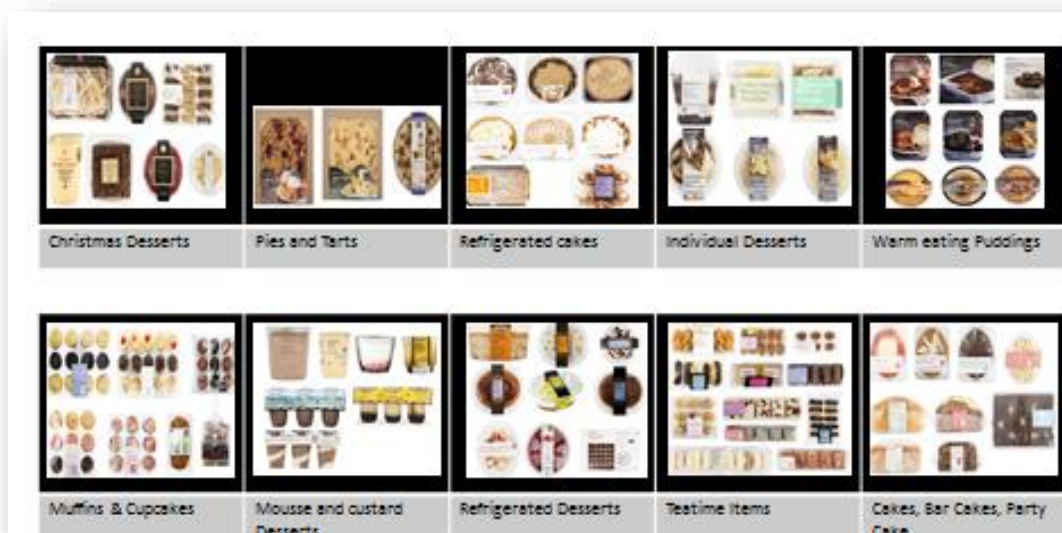 Christmas Desserts
Pies and Tarts
Refrigerated cakes
Individual Desserts
Warm eating Puddings
Muffins & Cupcakes
Mousse and custard
Desserts
Refrigerated Desserts
Teatime Items
Cakes, Bar Cakes, Party
Cake